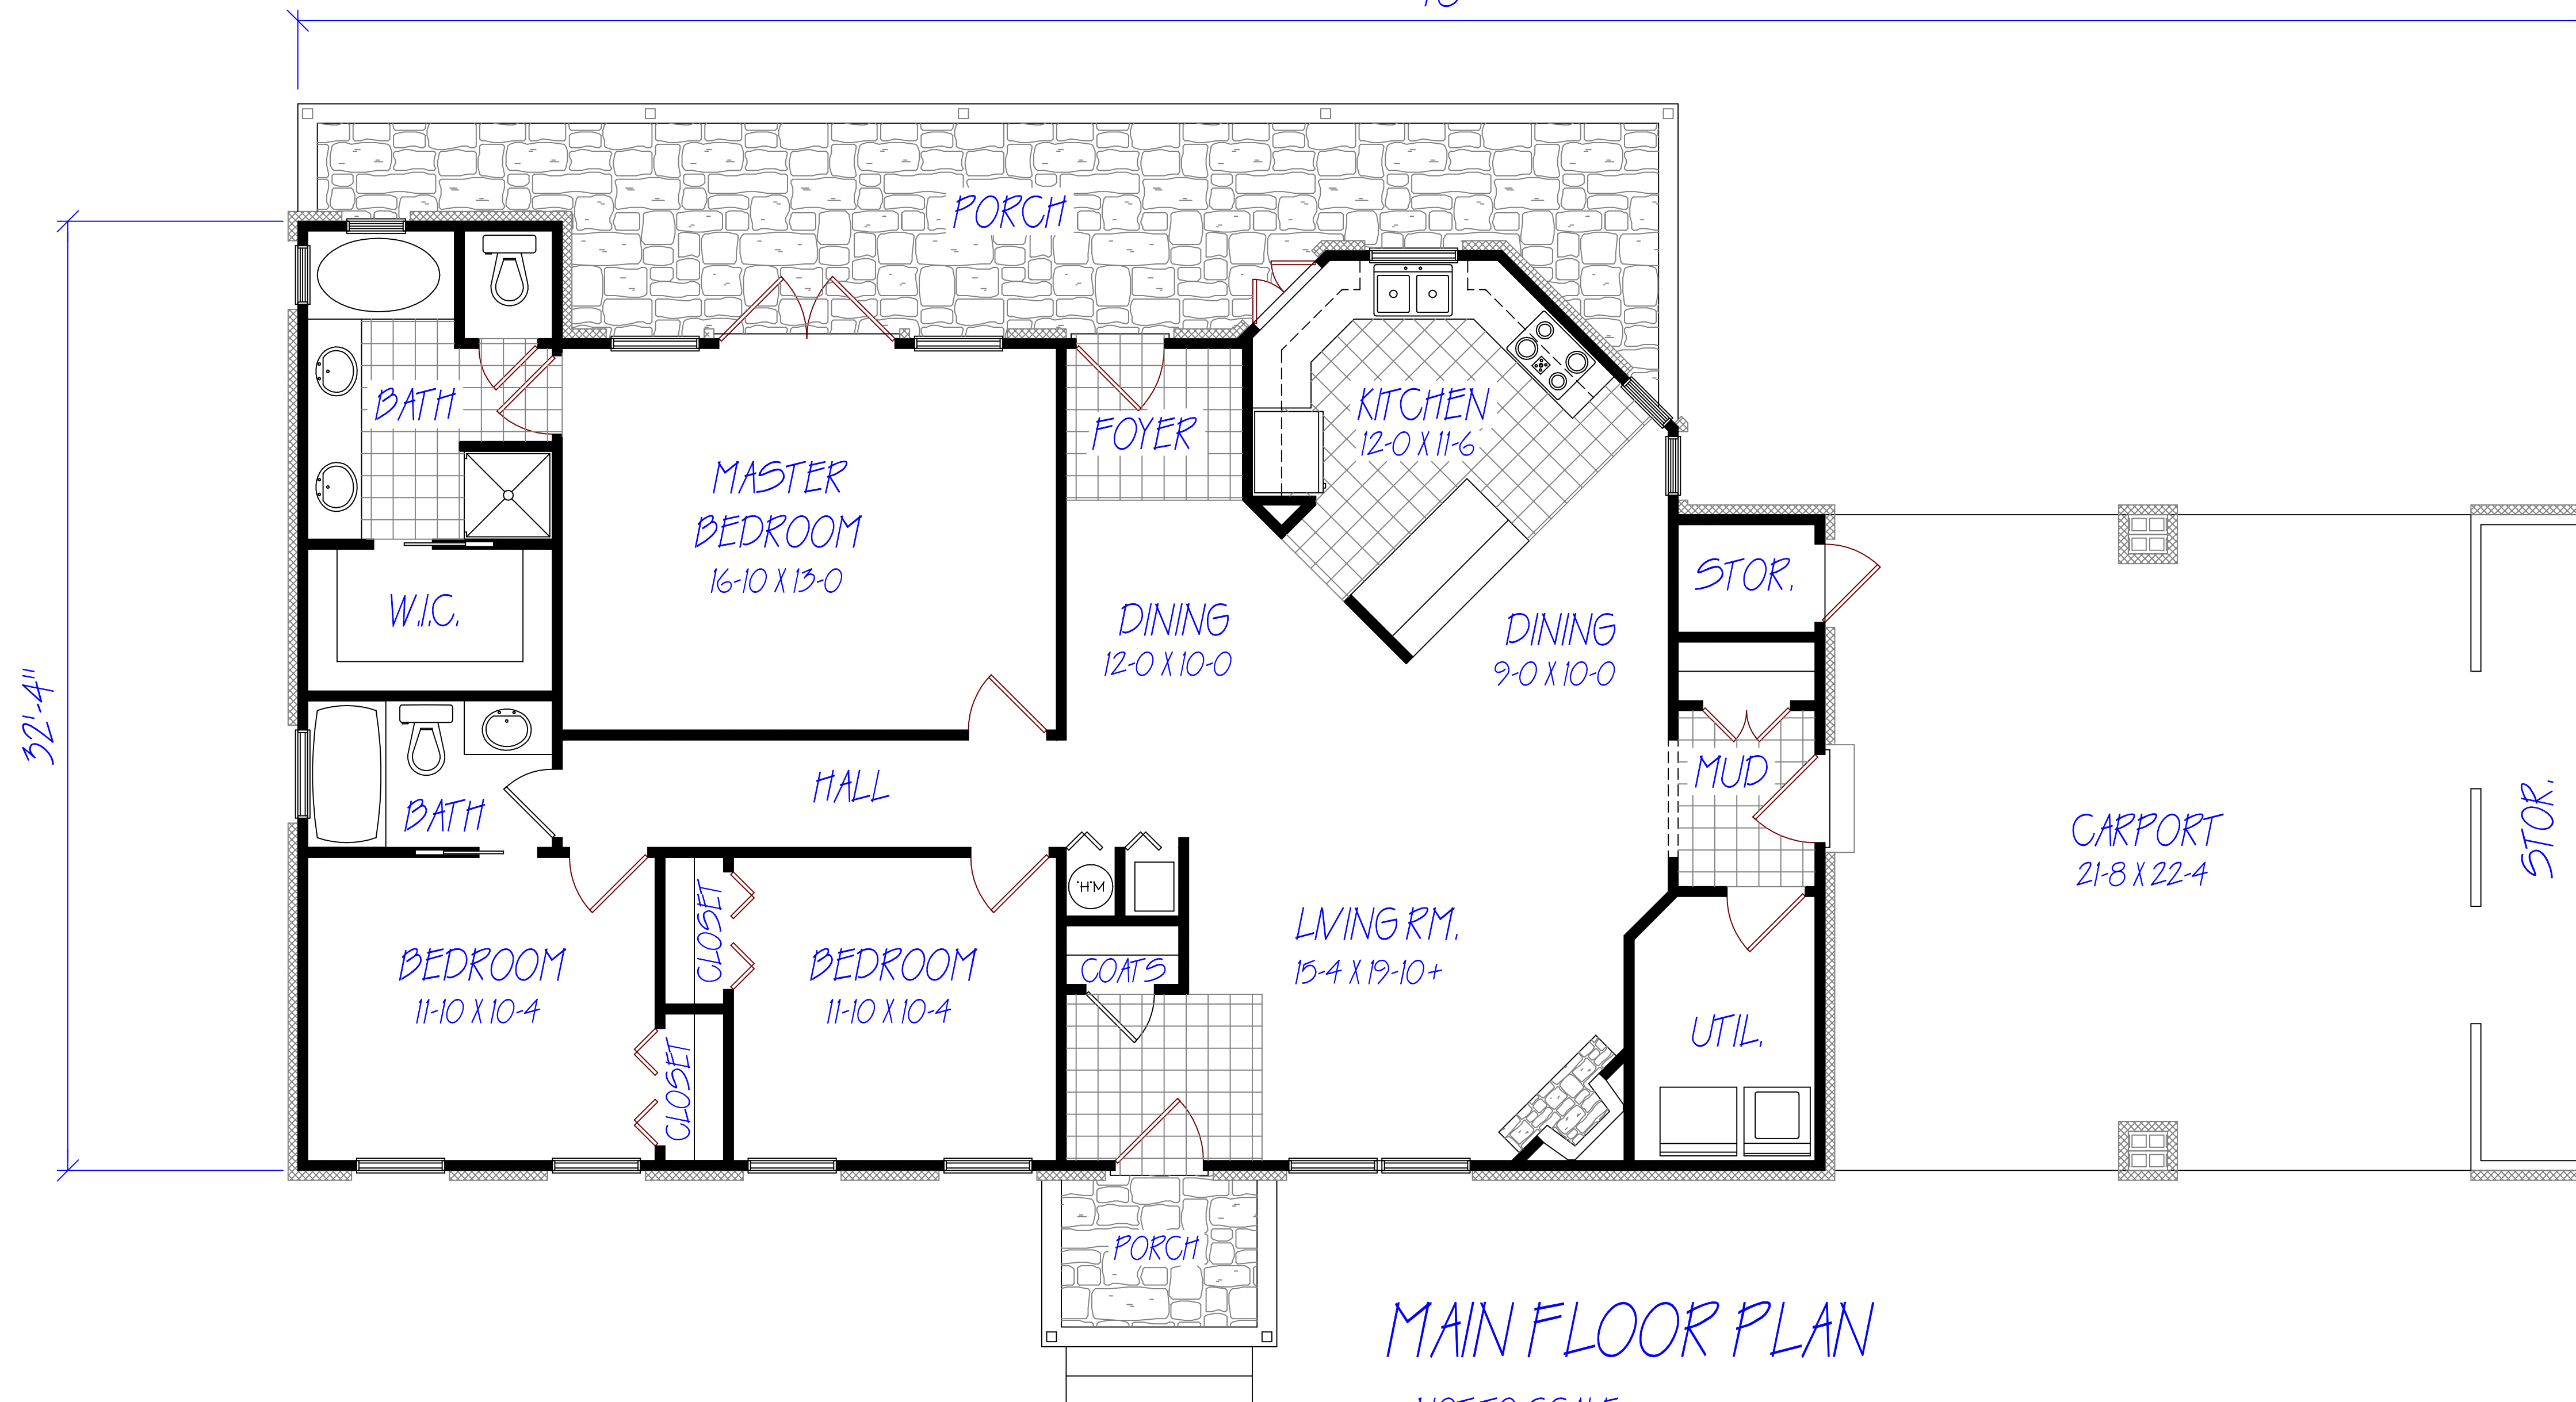 PORCH
BATH
KITCHEN
12-0 X 11-6
FOYER
MASTER
BEDROOM
16-10 X 13-0
STOR.
W.I.C.
DINING
12-0 X 10-0
DINING
9-0 X 10-0
32'-4"
MUD
HALL
BATH
CARPORT
21-8 X 22-4
STOR.
W.H.
CLOSET
LIVING RM.
15-4 X 19-10+
BEDROOM
11-10 X 10-4
BEDROOM
11-10 X 10-4
COATS
UTIL.
CLOSET
PORCH
MAIN FLOOR PLAN